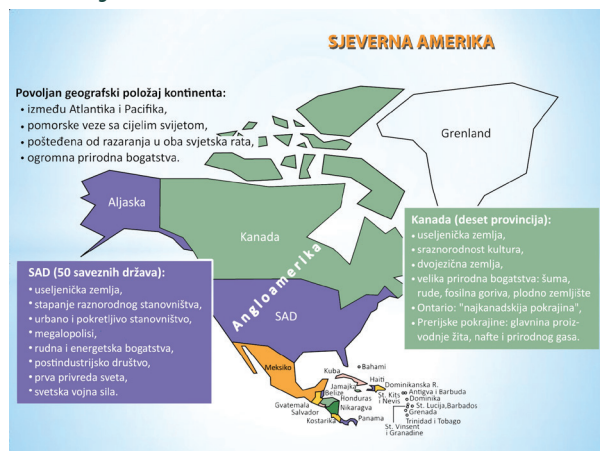 SJEVERNA AMERIKA
Povoljan geografski položaj kontinenta:
• između Atlantika i Pacifika,
• pomorske veze sa cijelim svijetom,
• pošteđena od razaranja u oba svjetska rata,
• ogromna prirodna bogatstva.
Grenland
Aljaska
Kanada
Angloamerika
SAD
Kanada (deset provincija):
• useljenička zemlja,
• sraznorodnost kultura,
• dvojezična zemlja,
• velika prirodna bogatstva: šuma,
rude, fosilna goriva, plodno zemljište
• Ontario: "najkanadskija pokrajina",
• Prerijske pokrajine: glavnina proiz-
vodnje žita, nafte i prirodnog gasa.
SAD (50 saveznih država):
• useljenička zemlja,
• stapanje raznorodnog stanovništva,
• urbano i pokretljivo stanovništvo,
• megalopolisi,
• rudna i energetska bogatstva,
• postindustrijsko društvo,
• prva privreda sveta,
• svetska vojna sila.
Meksiko
Kuba
Bahami
Jamajka
Haiti
Dominikanska R.
Belize
Honduras
Nikaragva
Gvatemala
Salvador
Kostarika
Panama
St. Kits
i Nevis
Antigva i Barbuda
Dominika
St. Lucija, Barbados
Grenada
Trinidad i Tobago
St. Vinsent
i Granadine